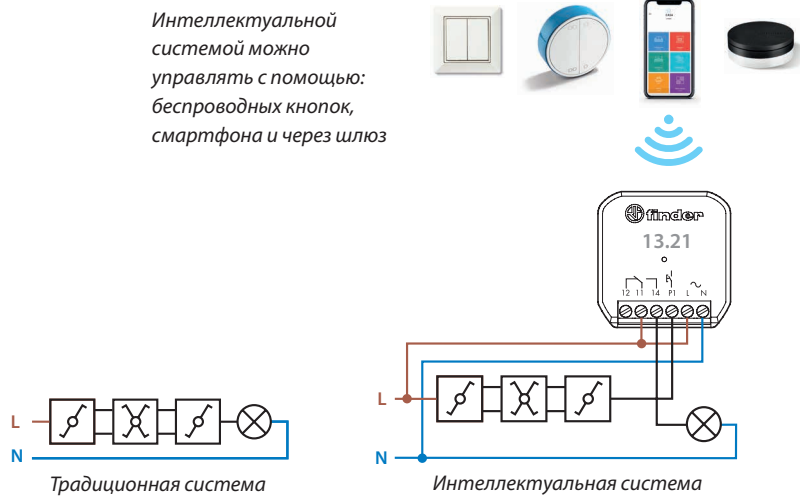 Интеллектуальной
системой можно
управлять с помощью:
беспроводных кнопок,
смартфона и через шлюз
finder
13.21
12 11 14 P1 L N
L
N
Традиционная система
L
N
Интеллектуальная система